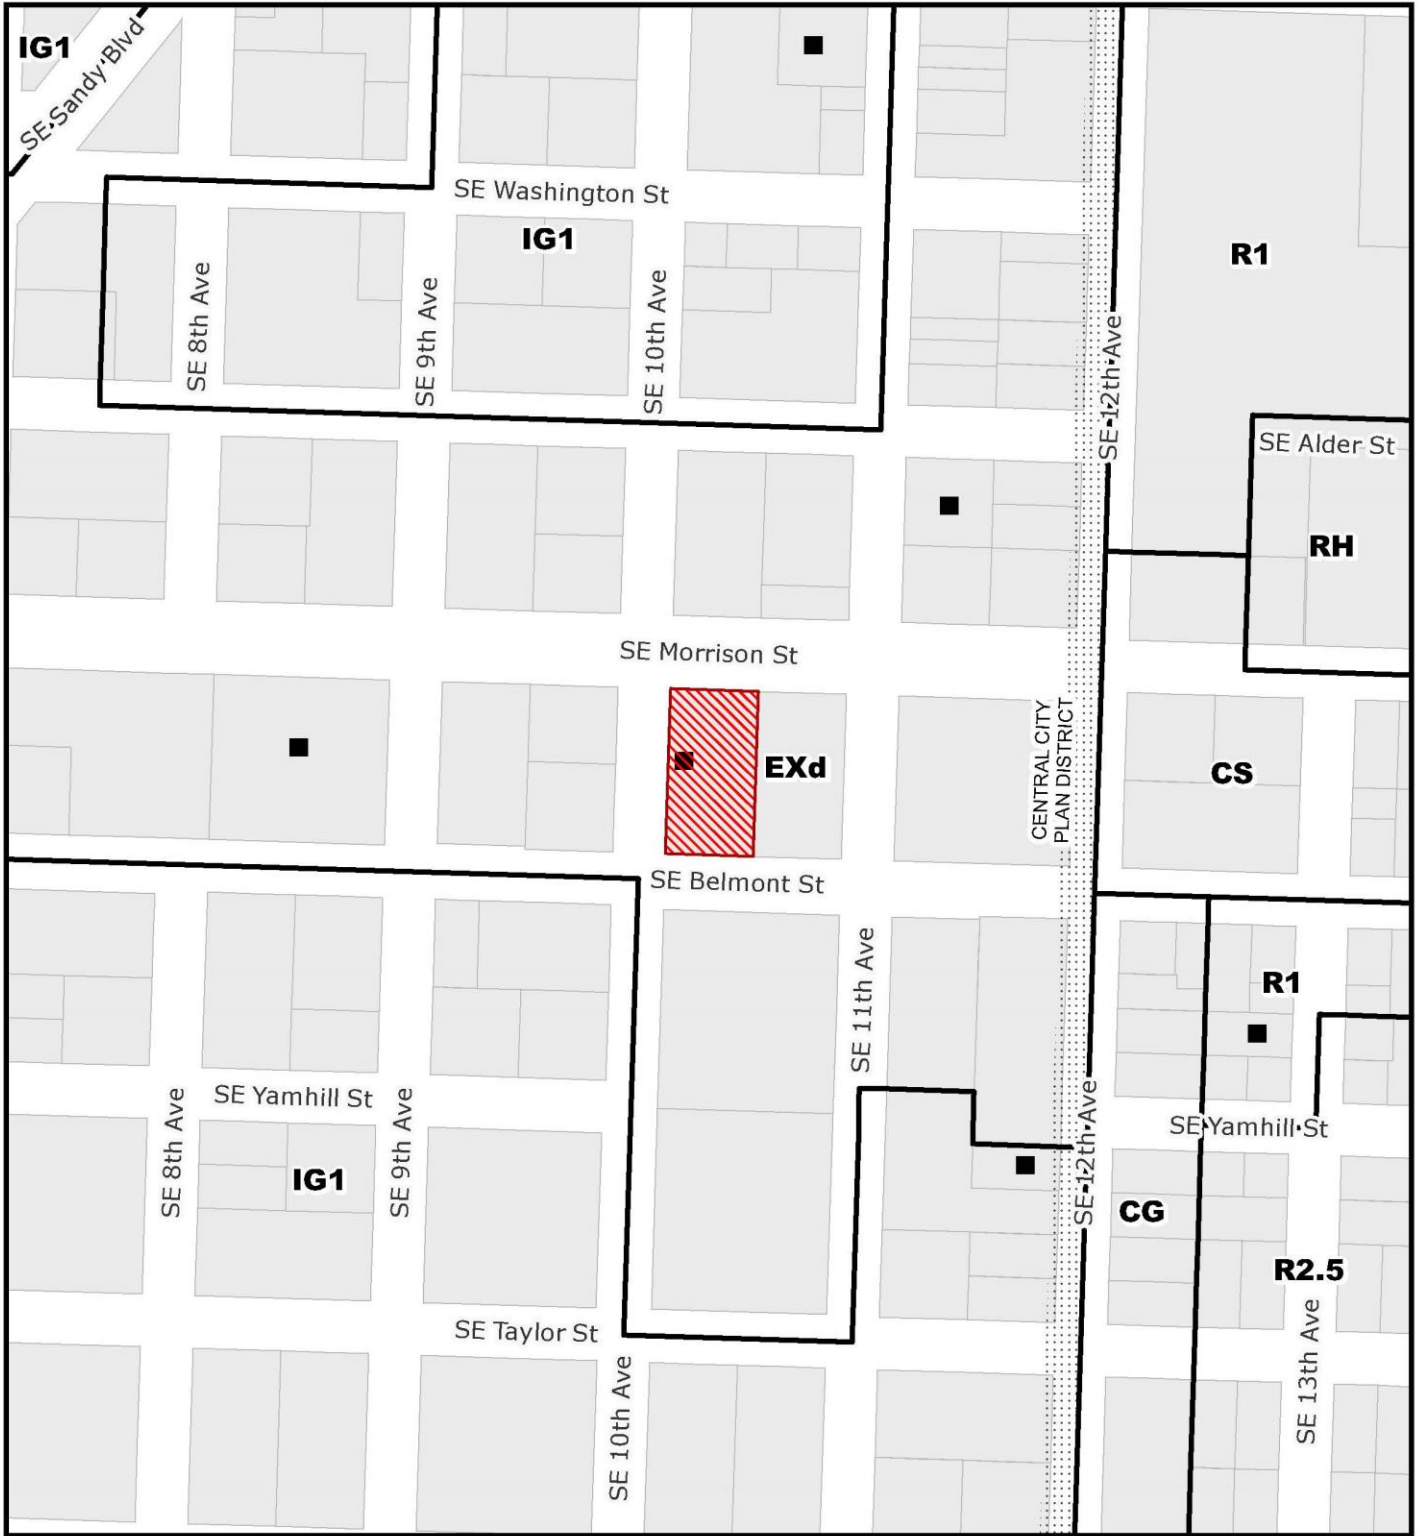 IG1
SE Sandy Blvd
SE Washington St
IG1
R1
SE 8th Ave
SE 9th Ave
SE 10th Ave
SE 12th Ave
SE Alder St
RH
SE Morrison St
EXd
CENTRAL CITY
PLAN DISTRICT
CS
SE Belmont St
SE 11th Ave
R1
SE Yamhill St
SE 8th Ave
SE 9th Ave
SE 12th Ave
SE Yamhill St
IG1
CG
R2.5
SE Taylor St
SE 10th Ave
SE 13th Ave